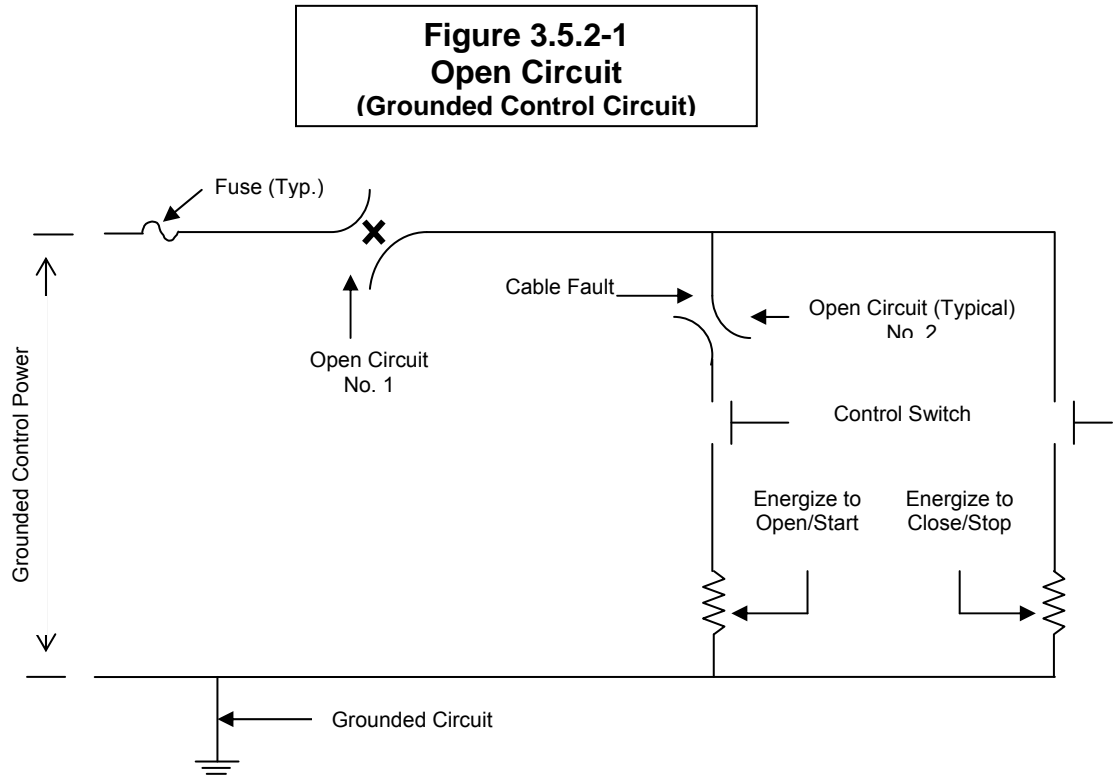 Figure 3.5.2-1
Open Circuit
(Grounded Control Circuit)
Fuse (Typ.)
Cable Fault
Open Circuit (Typical)
No. 2
Open Circuit
No. 1
Grounded Control Power
Control Switch
Energize to
Open/Start
Energize to
Close/Stop
Grounded Circuit